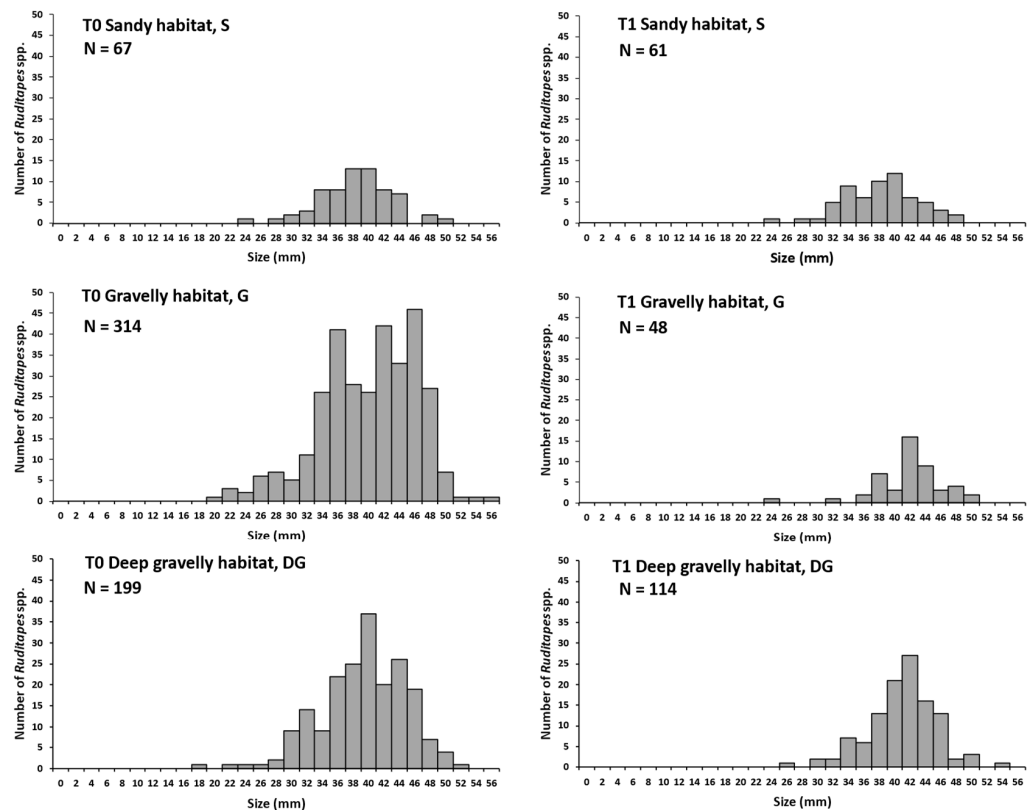 T0 Sandy habitat, S
N = 67
Number of Ruditapes spp.
50
45
40
35
30
25
20
15
10
5
0
0 2 4 6 8 10 12 14 16 18 20 22 24 26 28 30 32 34 36 38 40 42 44 46 48 50 52 54 56
Size (mm)
T1 Sandy habitat, S
N = 61
Number of Ruditapes spp.
50
45
40
35
30
25
20
15
10
5
0
0 2 4 6 8 10 12 14 16 18 20 22 24 26 28 30 32 34 36 38 40 42 44 46 48 50 52 54 56
Size (mm)
T0 Gravelly habitat, G
N = 314
Number of Ruditapes spp.
50
45
40
35
30
25
20
15
10
5
0
0 2 4 6 8 10 12 14 16 18 20 22 24 26 28 30 32 34 36 38 40 42 44 46 48 50 52 54 56
Size (mm)
T1 Gravelly habitat, G
N = 48
Number of Ruditapes spp.
50
45
40
35
30
25
20
15
10
5
0
0 2 4 6 8 10 12 14 16 18 20 22 24 26 28 30 32 34 36 38 40 42 44 46 48 50 52 54 56
Size (mm)
T0 Deep gravelly habitat, DG
N = 199
Number of Ruditapes spp.
50
45
40
35
30
25
20
15
10
5
0
0 2 4 6 8 10 12 14 16 18 20 22 24 26 28 30 32 34 36 38 40 42 44 46 48 50 52 54 56
Size (mm)
T1 Deep gravelly habitat, DG
N = 114
Number of Ruditapes spp.
50
45
40
35
30
25
20
15
10
5
0
0 2 4 6 8 10 12 14 16 18 20 22 24 26 28 30 32 34 36 38 40 42 44 46 48 50 52 54 56
Size (mm)